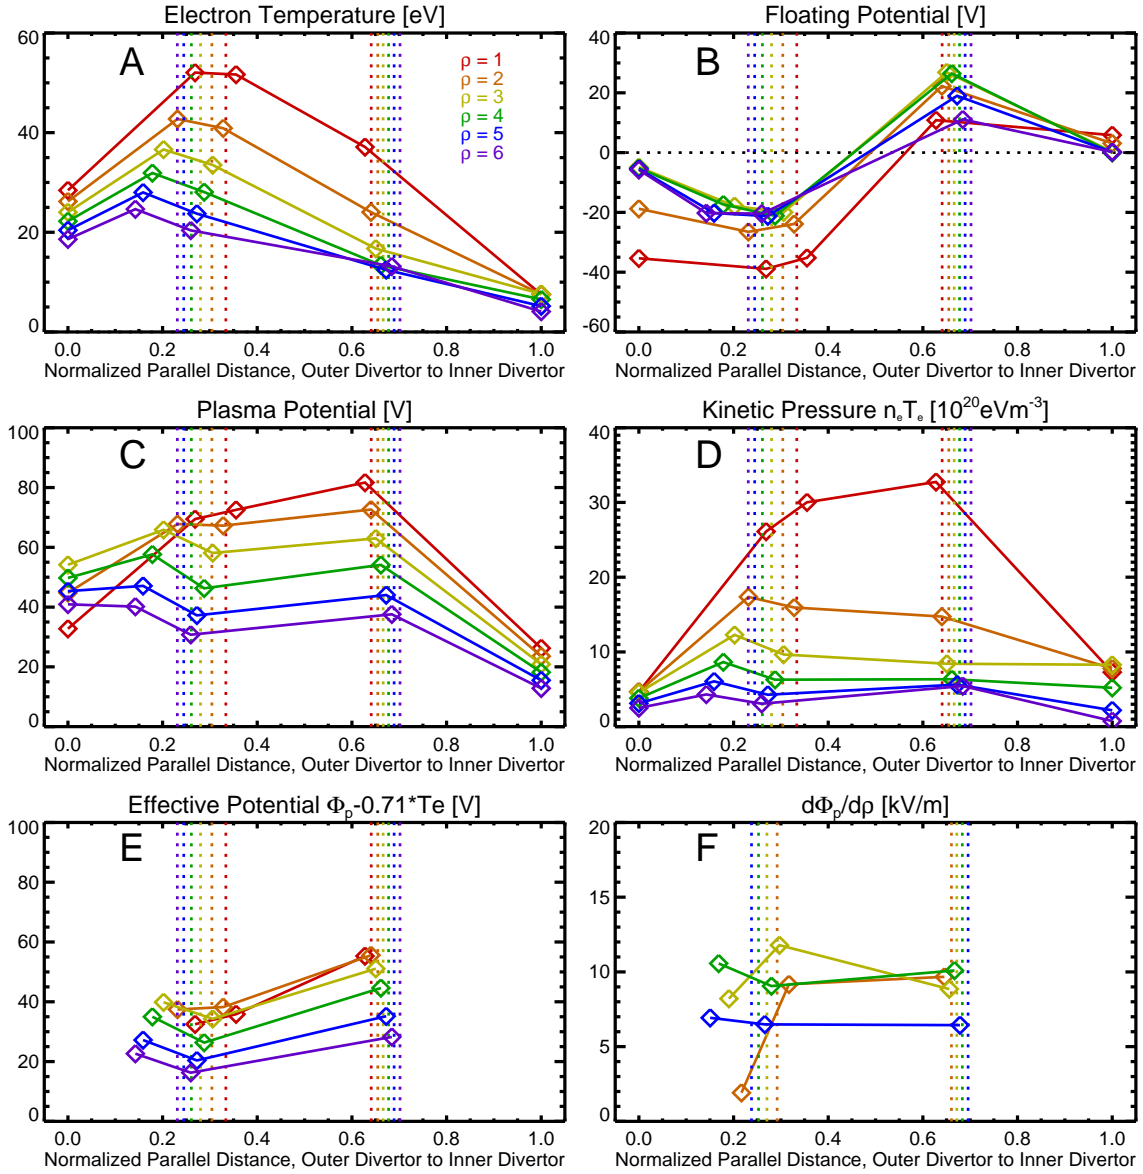 Electron Temperature [eV]
A
ρ = 1
ρ = 2
ρ = 3
ρ = 4
ρ = 5
ρ = 6
60
40
20
0
0.0 0.2 0.4 0.6 0.8 1.0
Normalized Parallel Distance, Outer Divertor to Inner Divertor
Floating Potential [V]
B
40
20
0
-20
-40
-60
0.0 0.2 0.4 0.6 0.8 1.0
Normalized Parallel Distance, Outer Divertor to Inner Divertor
Plasma Potential [V]
C
100
80
60
40
20
0
0.0 0.2 0.4 0.6 0.8 1.0
Normalized Parallel Distance, Outer Divertor to Inner Divertor
Kinetic Pressure nₑTₑ [10²⁰eVm⁻³]
D
40
30
20
10
0
0.0 0.2 0.4 0.6 0.8 1.0
Normalized Parallel Distance, Outer Divertor to Inner Divertor
Effective Potential Φₚ-0.71*Te [V]
E
100
80
60
40
20
0
0.0 0.2 0.4 0.6 0.8 1.0
Normalized Parallel Distance, Outer Divertor to Inner Divertor
dΦₚ/dρ [kV/m]
F
20
15
10
5
0
0.0 0.2 0.4 0.6 0.8 1.0
Normalized Parallel Distance, Outer Divertor to Inner Divertor